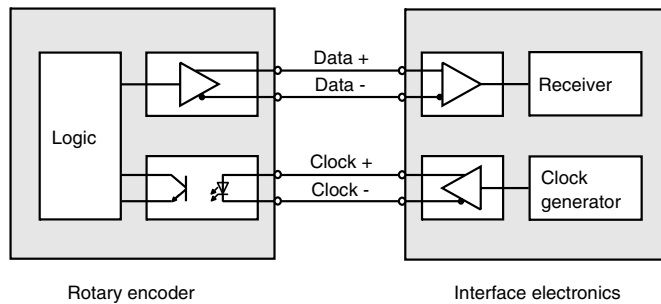 Data +
Data -
Receiver
Logic
Clock +
Clock -
Clock
generator
Rotary encoder
Interface electronics